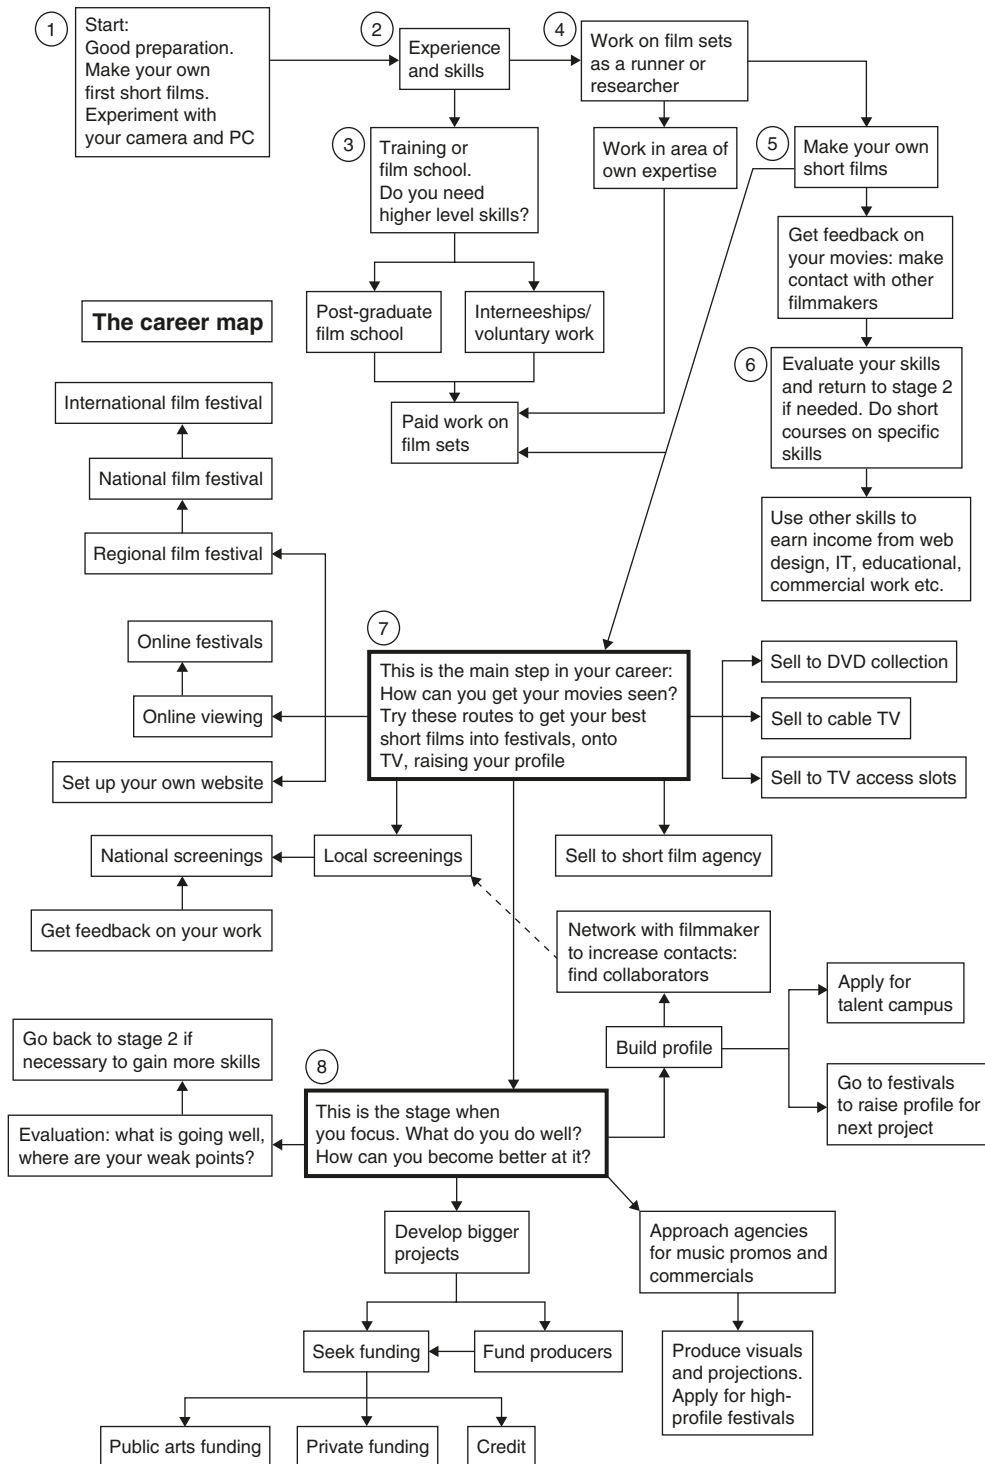 1
Start:
Good preparation.
Make your own
first short films.
Experiment with
your camera and PC
2
Experience
and skills
4
Work on film sets
as a runner or
researcher
3
Training or
film school.
Do you need
higher level skills?
Work in area of
own expertise
5
Make your own
short films
Get feedback on
your movies: make
contact with other
filmmakers
Post-graduate
film school
Interneeships/
voluntary work
The career map
6
Evaluate your skills
and return to stage 2
if needed. Do short
courses on specific
skills
Paid work on
film sets
International film festival
National film festival
Regional film festival
Use other skills to
earn income from web
design, IT, educational,
commercial work etc.
7
This is the main step in your career:
How can you get your movies seen?
Try these routes to get your best
short films into festivals, onto
TV, raising your profile
Online festivals
Online viewing
Set up your own website
Sell to DVD collection
Sell to cable TV
Sell to TV access slots
National screenings
Local screenings
Sell to short film agency
Get feedback on your work
Network with filmmaker
to increase contacts:
find collaborators
Apply for
talent campus
Build profile
Go to festivals
to raise profile for
next project
Go back to stage 2 if
necessary to gain more skills
Evaluation: what is going well,
where are your weak points?
8
This is the stage when
you focus. What do you do well?
How can you become better at it?
Develop bigger
projects
Approach agencies
for music promos and
commercials
Seek funding
Fund producers
Produce visuals
and projections.
Apply for high-
profile festivals
Public arts funding
Private funding
Credit